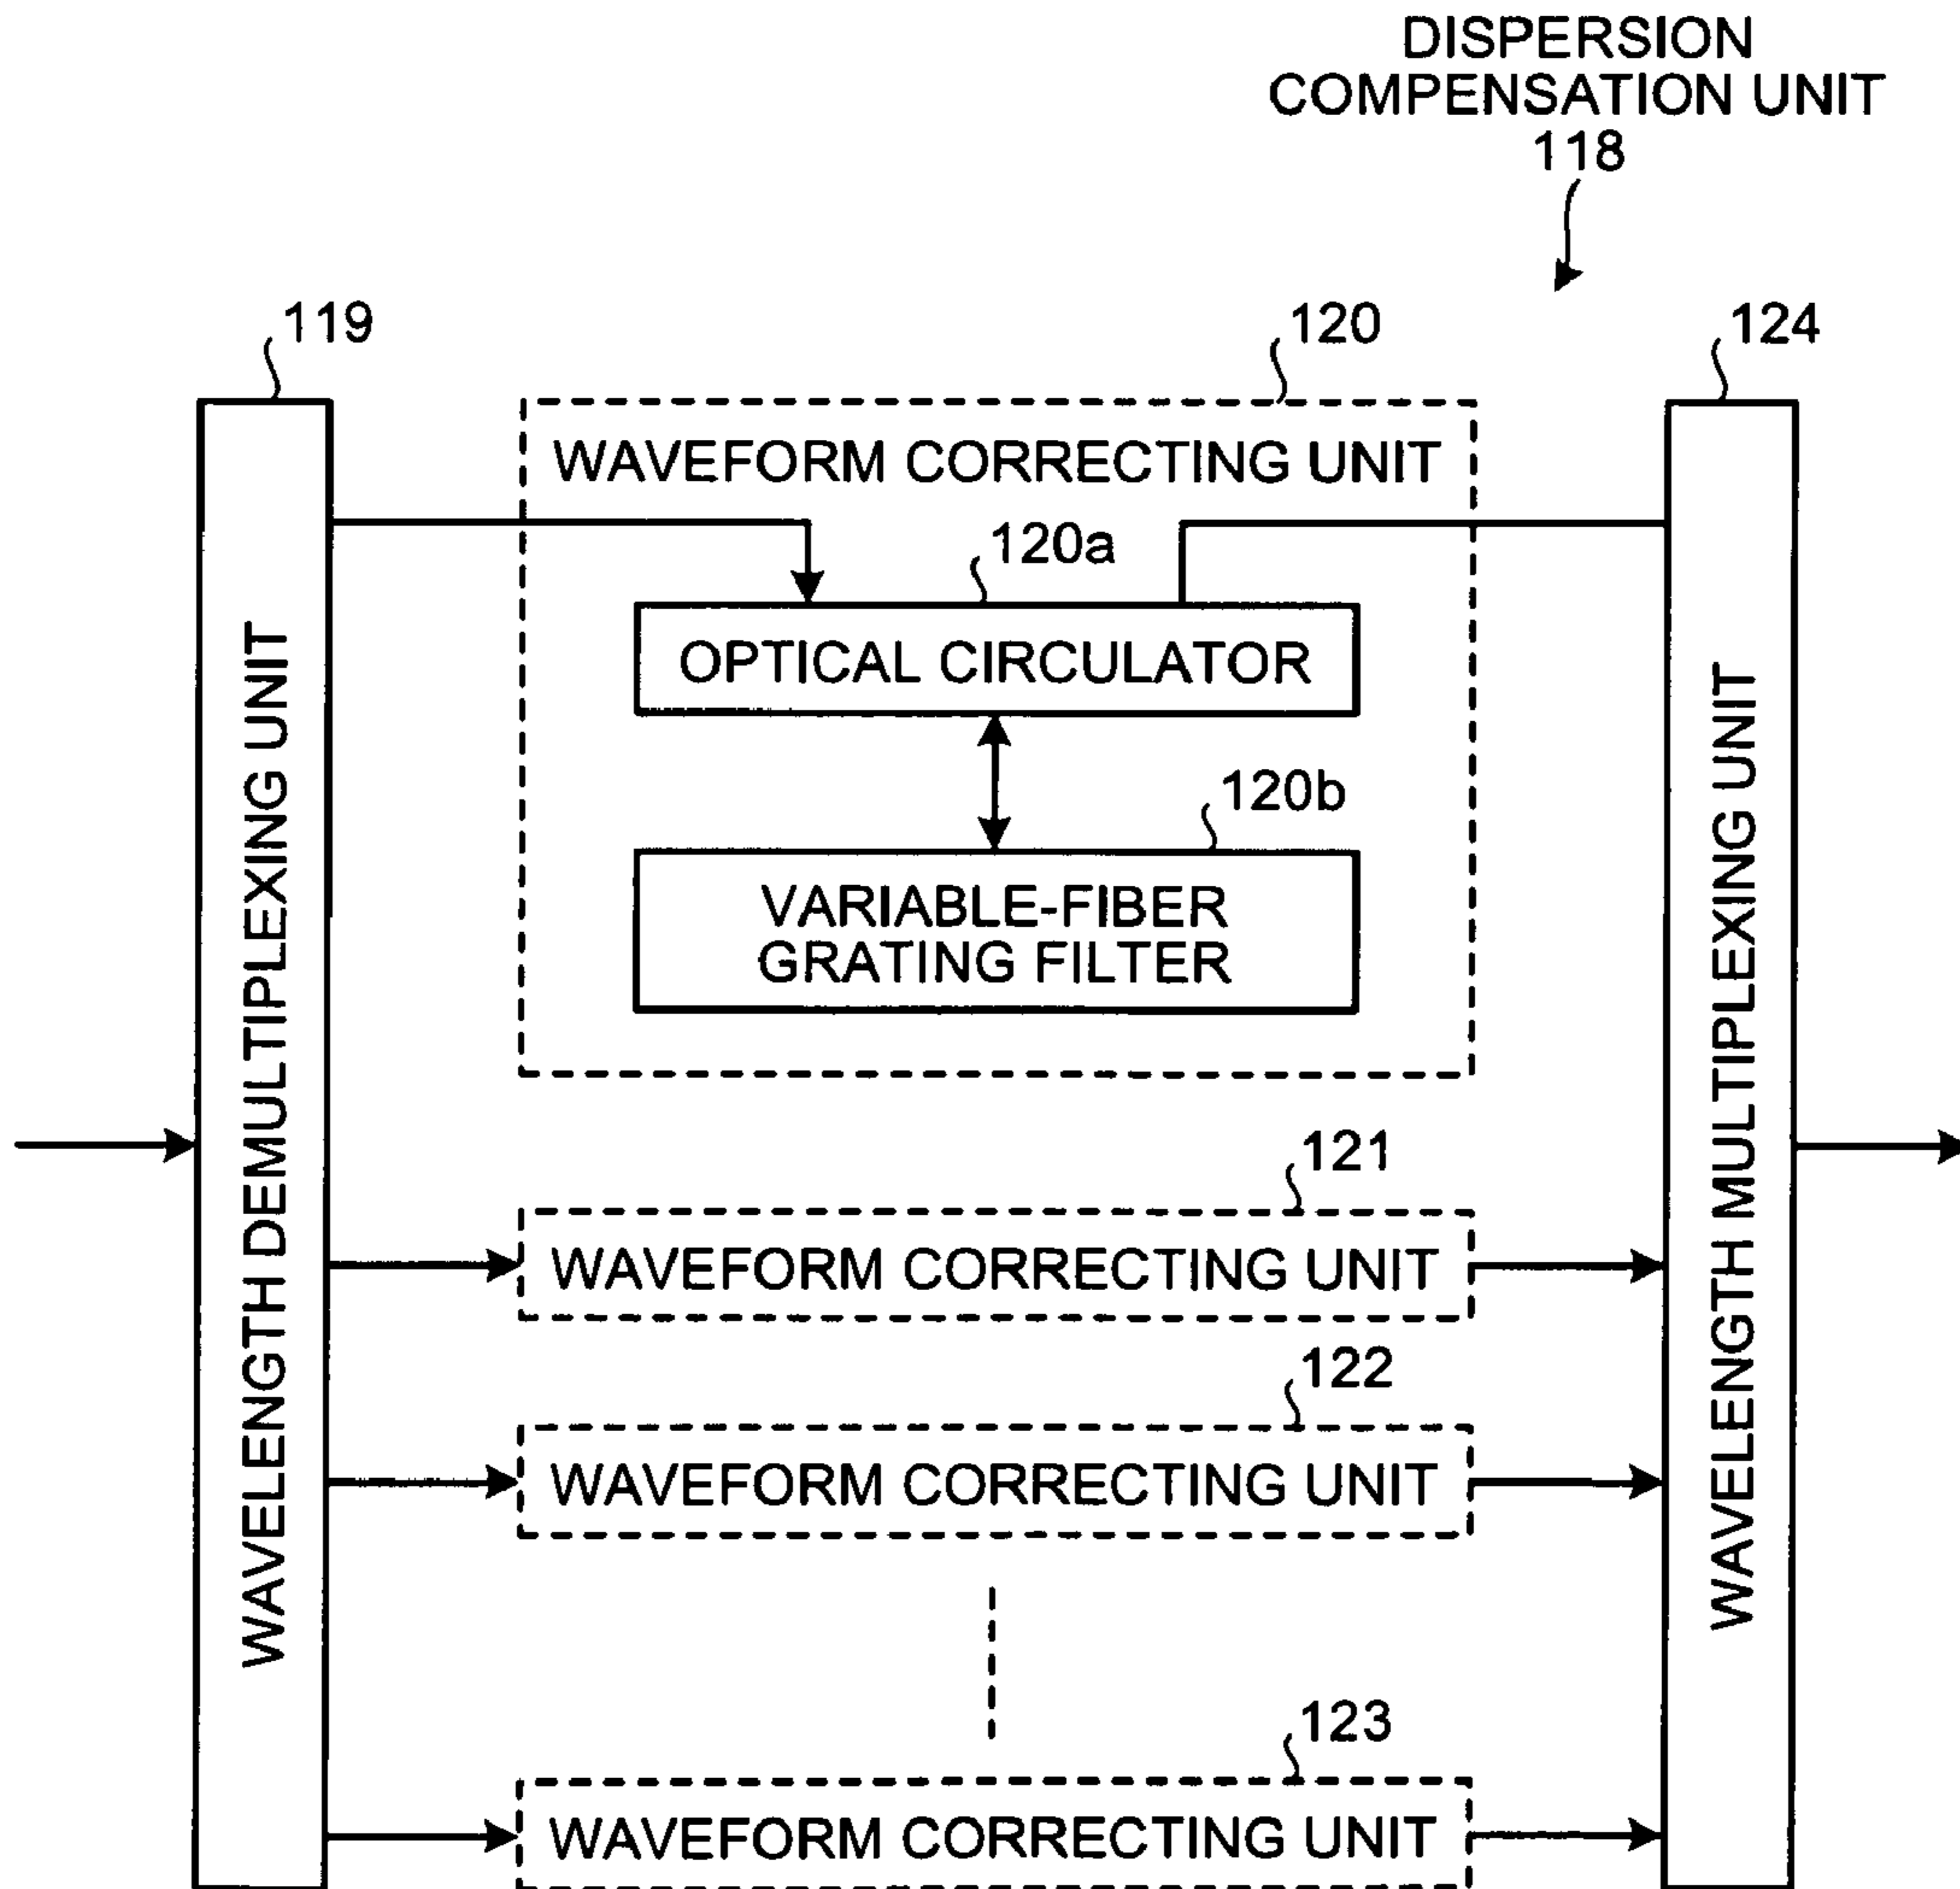 DISPERSION
COMPENSATION UNIT
118
119
120
124
WAVEFORM CORRECTING UNIT
120a
OPTICAL CIRCULATOR
120b
VARIABLE-FIBER
GRATING FILTER
WAVELENGTH DEMULTIPLEXING UNIT
WAVELENGTH MULTIPLEXING UNIT
121
WAVEFORM CORRECTING UNIT
122
WAVEFORM CORRECTING UNIT
123
WAVEFORM CORRECTING UNIT